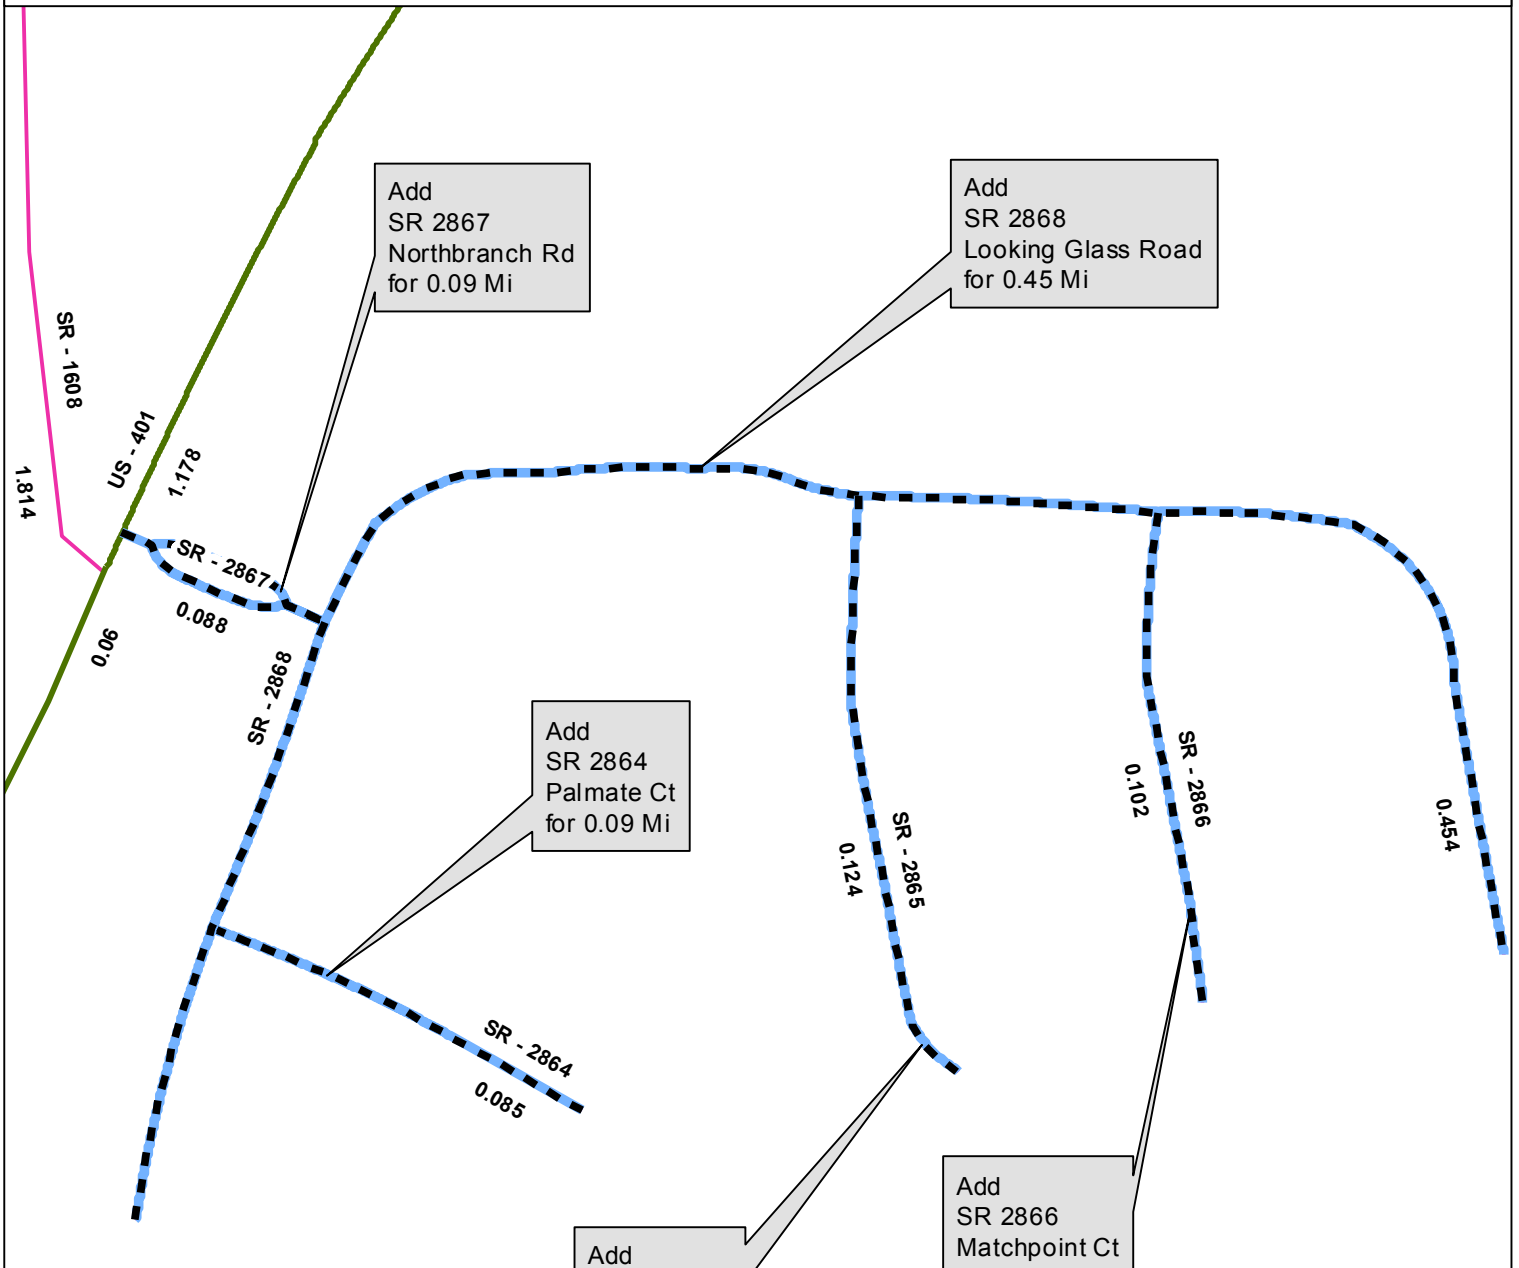 Add
SR 2867
Northbranch Rd
for 0.09 Mi
Add
SR 2868
Looking Glass Road
for 0.45 Mi
SR - 1608
1.814
US - 401
1.178
SR - 2867
0.088
0.06
SR - 2868
Add
SR 2864
Palmate Ct
for 0.09 Mi
SR - 2864
0.085
SR - 2865
0.124
SR - 2866
0.102
0.454
Add
SR 2866
Matchpoint Ct
Add